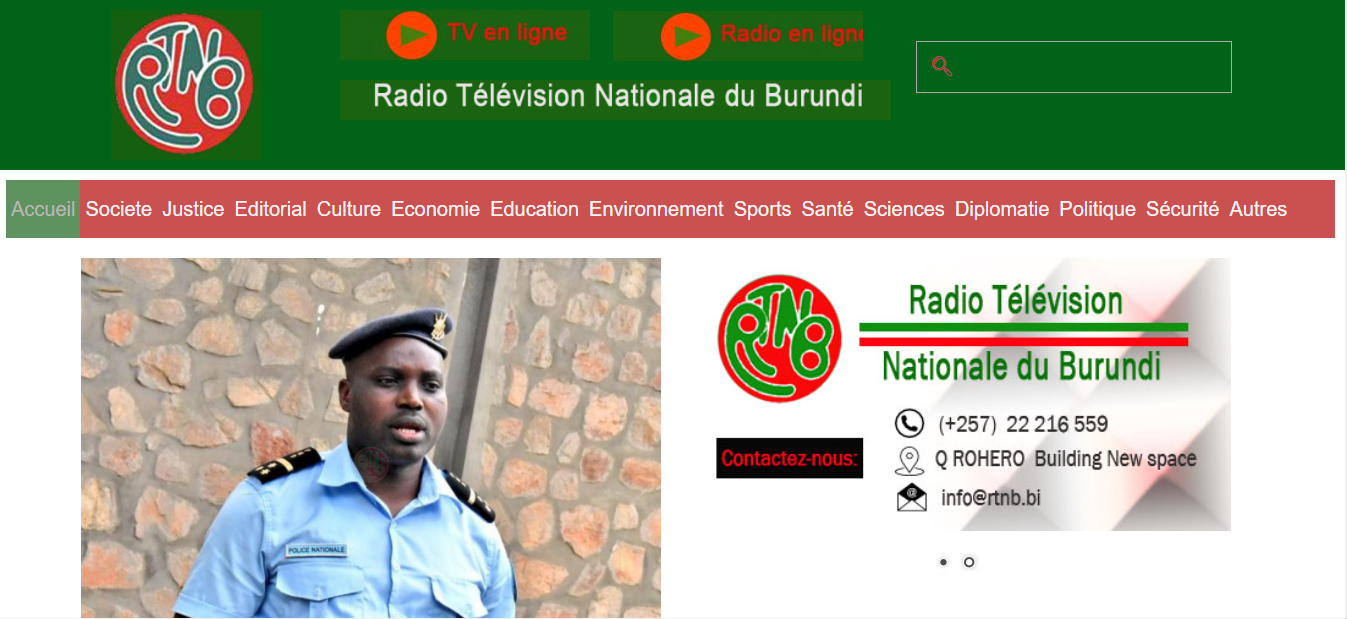 RTNB
TV en ligne
Radio en ligne
Radio Télévision Nationale du Burundi
Accueil Societe Justice Editorial Culture Economie Education Environnement Sports Santé Sciences Diplomatie Politique Sécurité Autres
POLICE NATIONALE
RTNB
Radio Télévision
Nationale du Burundi
(+257) 22 216 559
Contactez-nous:
Q ROHERO Building New space
info@rtnb.bi